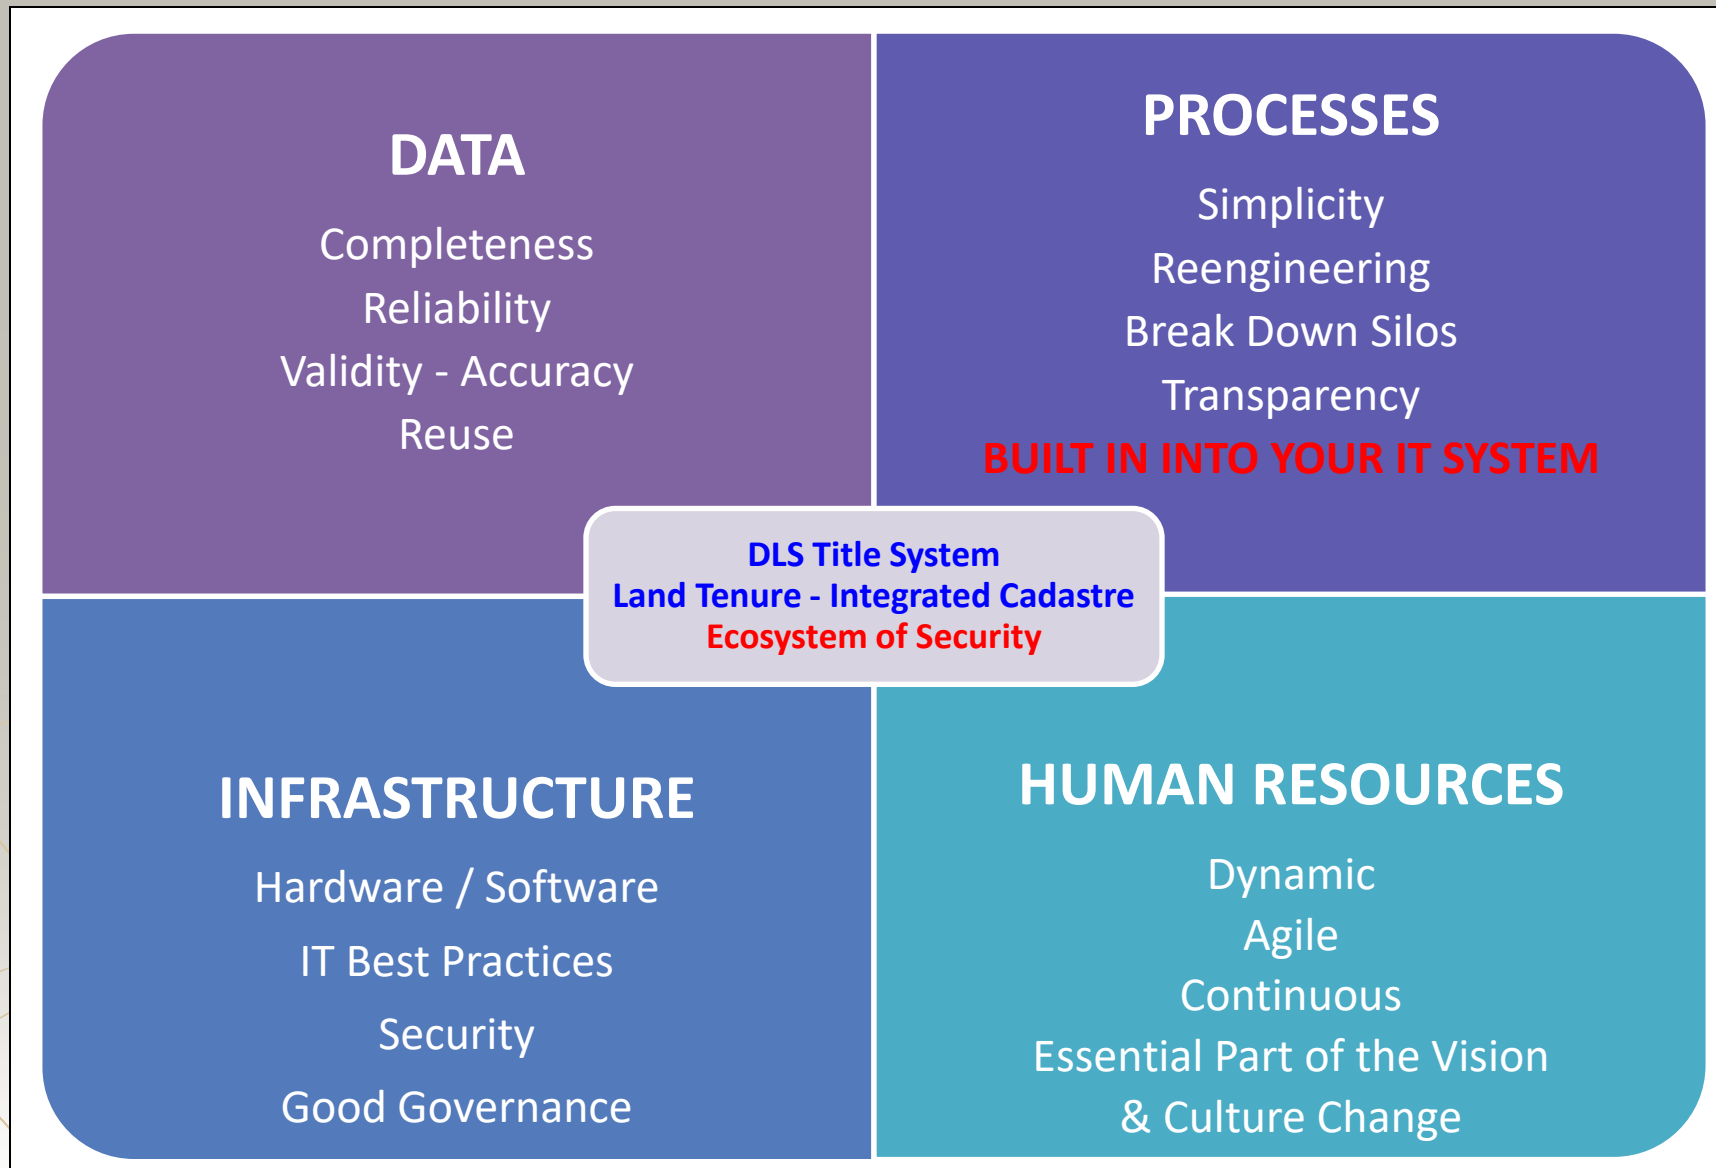 DATA
Completeness
Reliability
Validity - Accuracy
Reuse
PROCESSES
Simplicity
Reengineering
Break Down Silos
Transparency
BUILT IN INTO YOUR IT SYSTEM
DLS Title System
Land Tenure - Integrated Cadastre
Ecosystem of Security
INFRASTRUCTURE
Hardware / Software
IT Best Practices
Security
Good Governance
HUMAN RESOURCES
Dynamic
Agile
Continuous
Essential Part of the Vision
& Culture Change